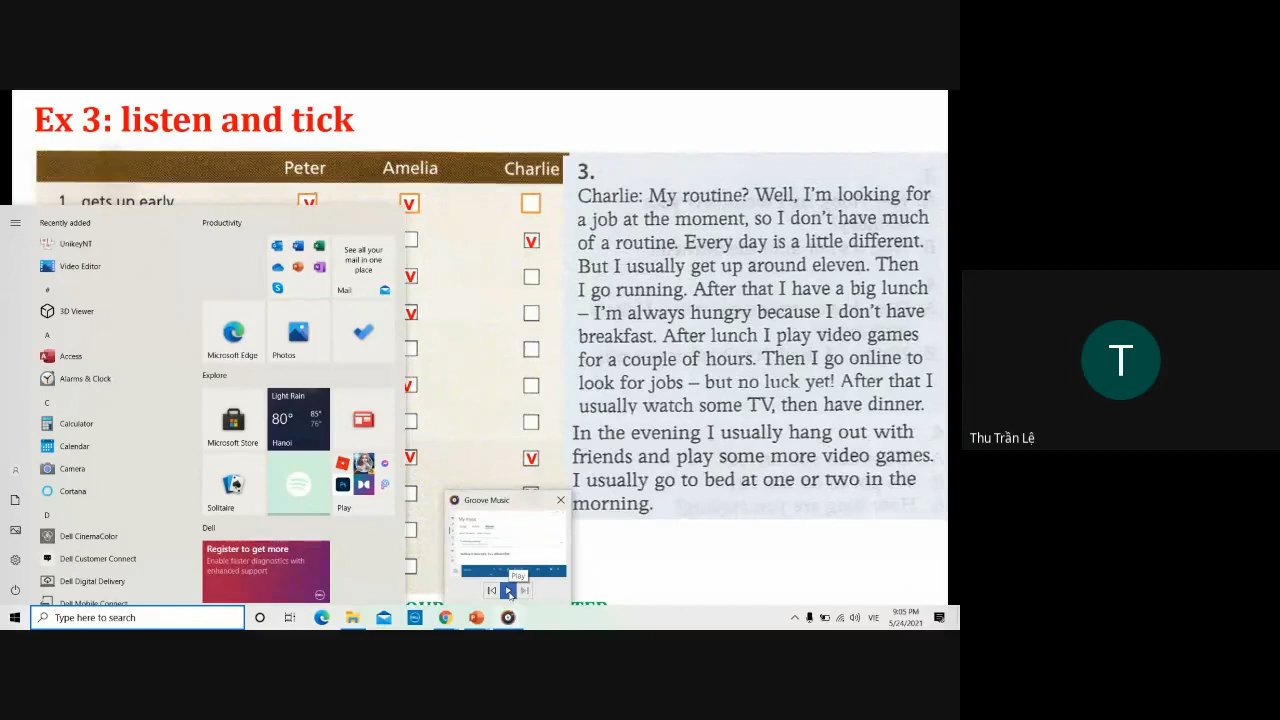 Ex 3: listen and tick
Peter Amelia Charlie
1. gets up early
v v
v
v
v
v
v v
3.
Charlie: My routine? Well, I'm looking for
a job at the moment, so I don't have much
of a routine. Every day is a little different.
But I usually get up around eleven. Then
I go running. After that I have a big lunch
– I'm always hungry because I don't have
breakfast. After lunch I play video games
for a couple of hours. Then I go online to
look for jobs – but no luck yet! After that I
usually watch some TV, then have dinner.
In the evening I usually hang out with
friends and play some more video games.
I usually go to bed at one or two in the
morning.
Recently added
UnikeyNT
Video Editor
#
3D Viewer
A
Access
Alarms & Clock
C
Calculator
Calendar
Camera
Cortana
D
Dell CinemaColor
Dell Customer Connect
Dell Digital Delivery
Dell Mobile Connect
Productivity
See all your
mail in one
place
Mail
Microsoft Edge
Photos
Explore
Microsoft Store
Light Rain
80° 85°
76°
Hanoi
Solitaire
Play
Dell
Register to get more
Enable faster diagnostics with
enhanced support
Groove Music
My music
Play
Type here to search
VIE
9:05 PM
5/24/2021
T
Thu Trần Lệ